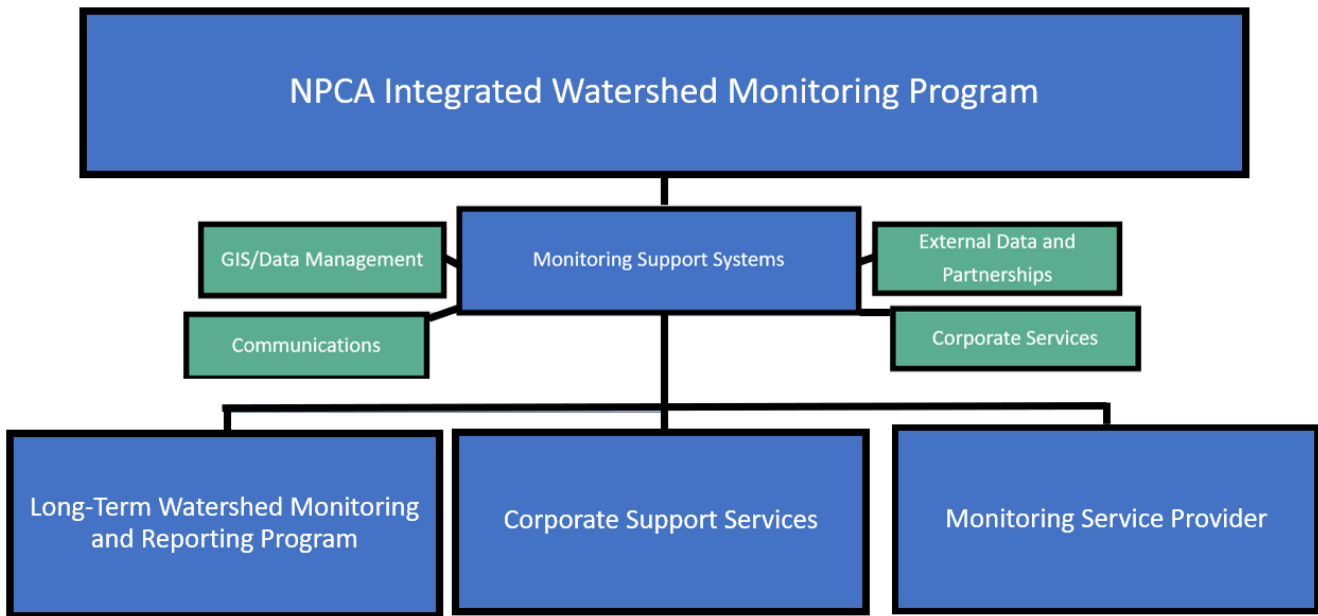 NPCA Integrated Watershed Monitoring Program
GIS/Data Management
Monitoring Support Systems
External Data and
Partnerships
Communications
Corporate Services
Long-Term Watershed Monitoring
and Reporting Program
Corporate Support Services
Monitoring Service Provider